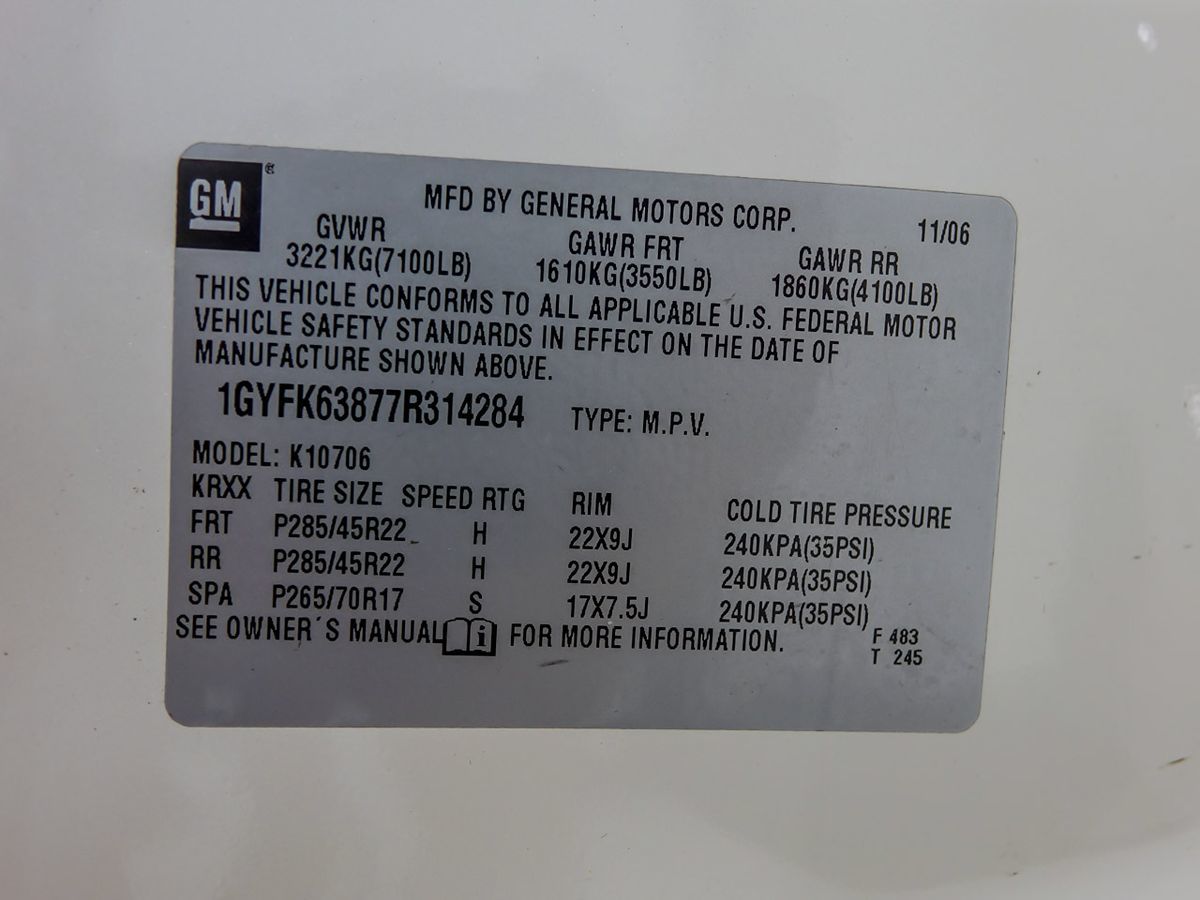 GM ®
MFD BY GENERAL MOTORS CORP. 11/06
GVWR GAWR FRT GAWR RR
3221KG(7100LB) 1610KG(3550LB) 1860KG(4100LB)
THIS VEHICLE CONFORMS TO ALL APPLICABLE U.S. FEDERAL MOTOR
VEHICLE SAFETY STANDARDS IN EFFECT ON THE DATE OF
MANUFACTURE SHOWN ABOVE.
1GYFK63877R314284 TYPE: M.P.V.
MODEL: K10706
KRXX TIRE SIZE SPEED RTG RIM COLD TIRE PRESSURE
FRT P285/45R22 H 22X9J 240KPA(35PSI)
RR P285/45R22 H 22X9J 240KPA(35PSI)
SPA P265/70R17 S 17X7.5J 240KPA(35PSI)
SEE OWNER´S MANUAL i FOR MORE INFORMATION.
F 483
T 245